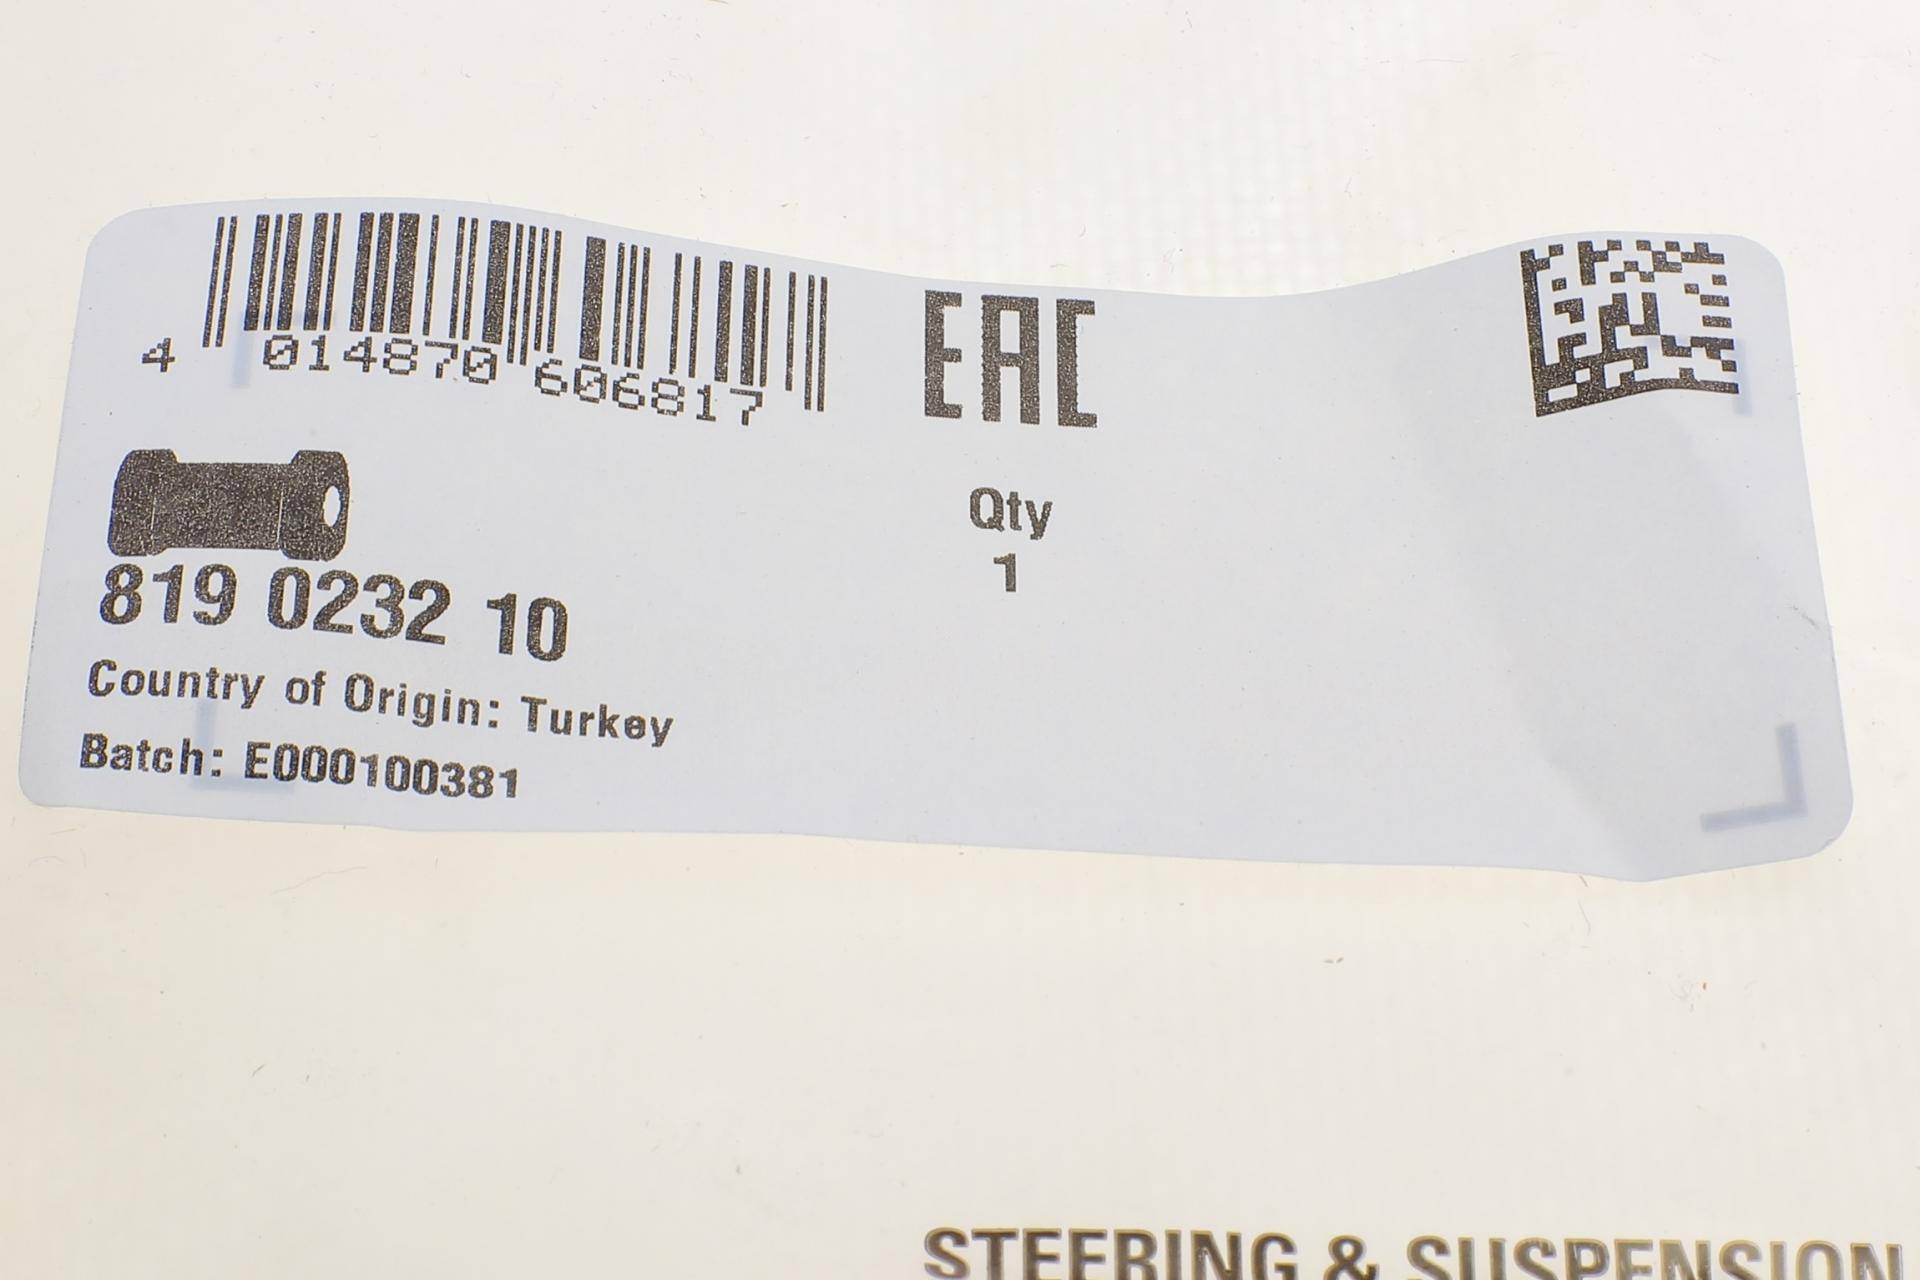 4 014870 606817
EAC
Qty
1
819 0232 10
Country of Origin: Turkey
Batch: E000100381
STEERING & SUSPENSION